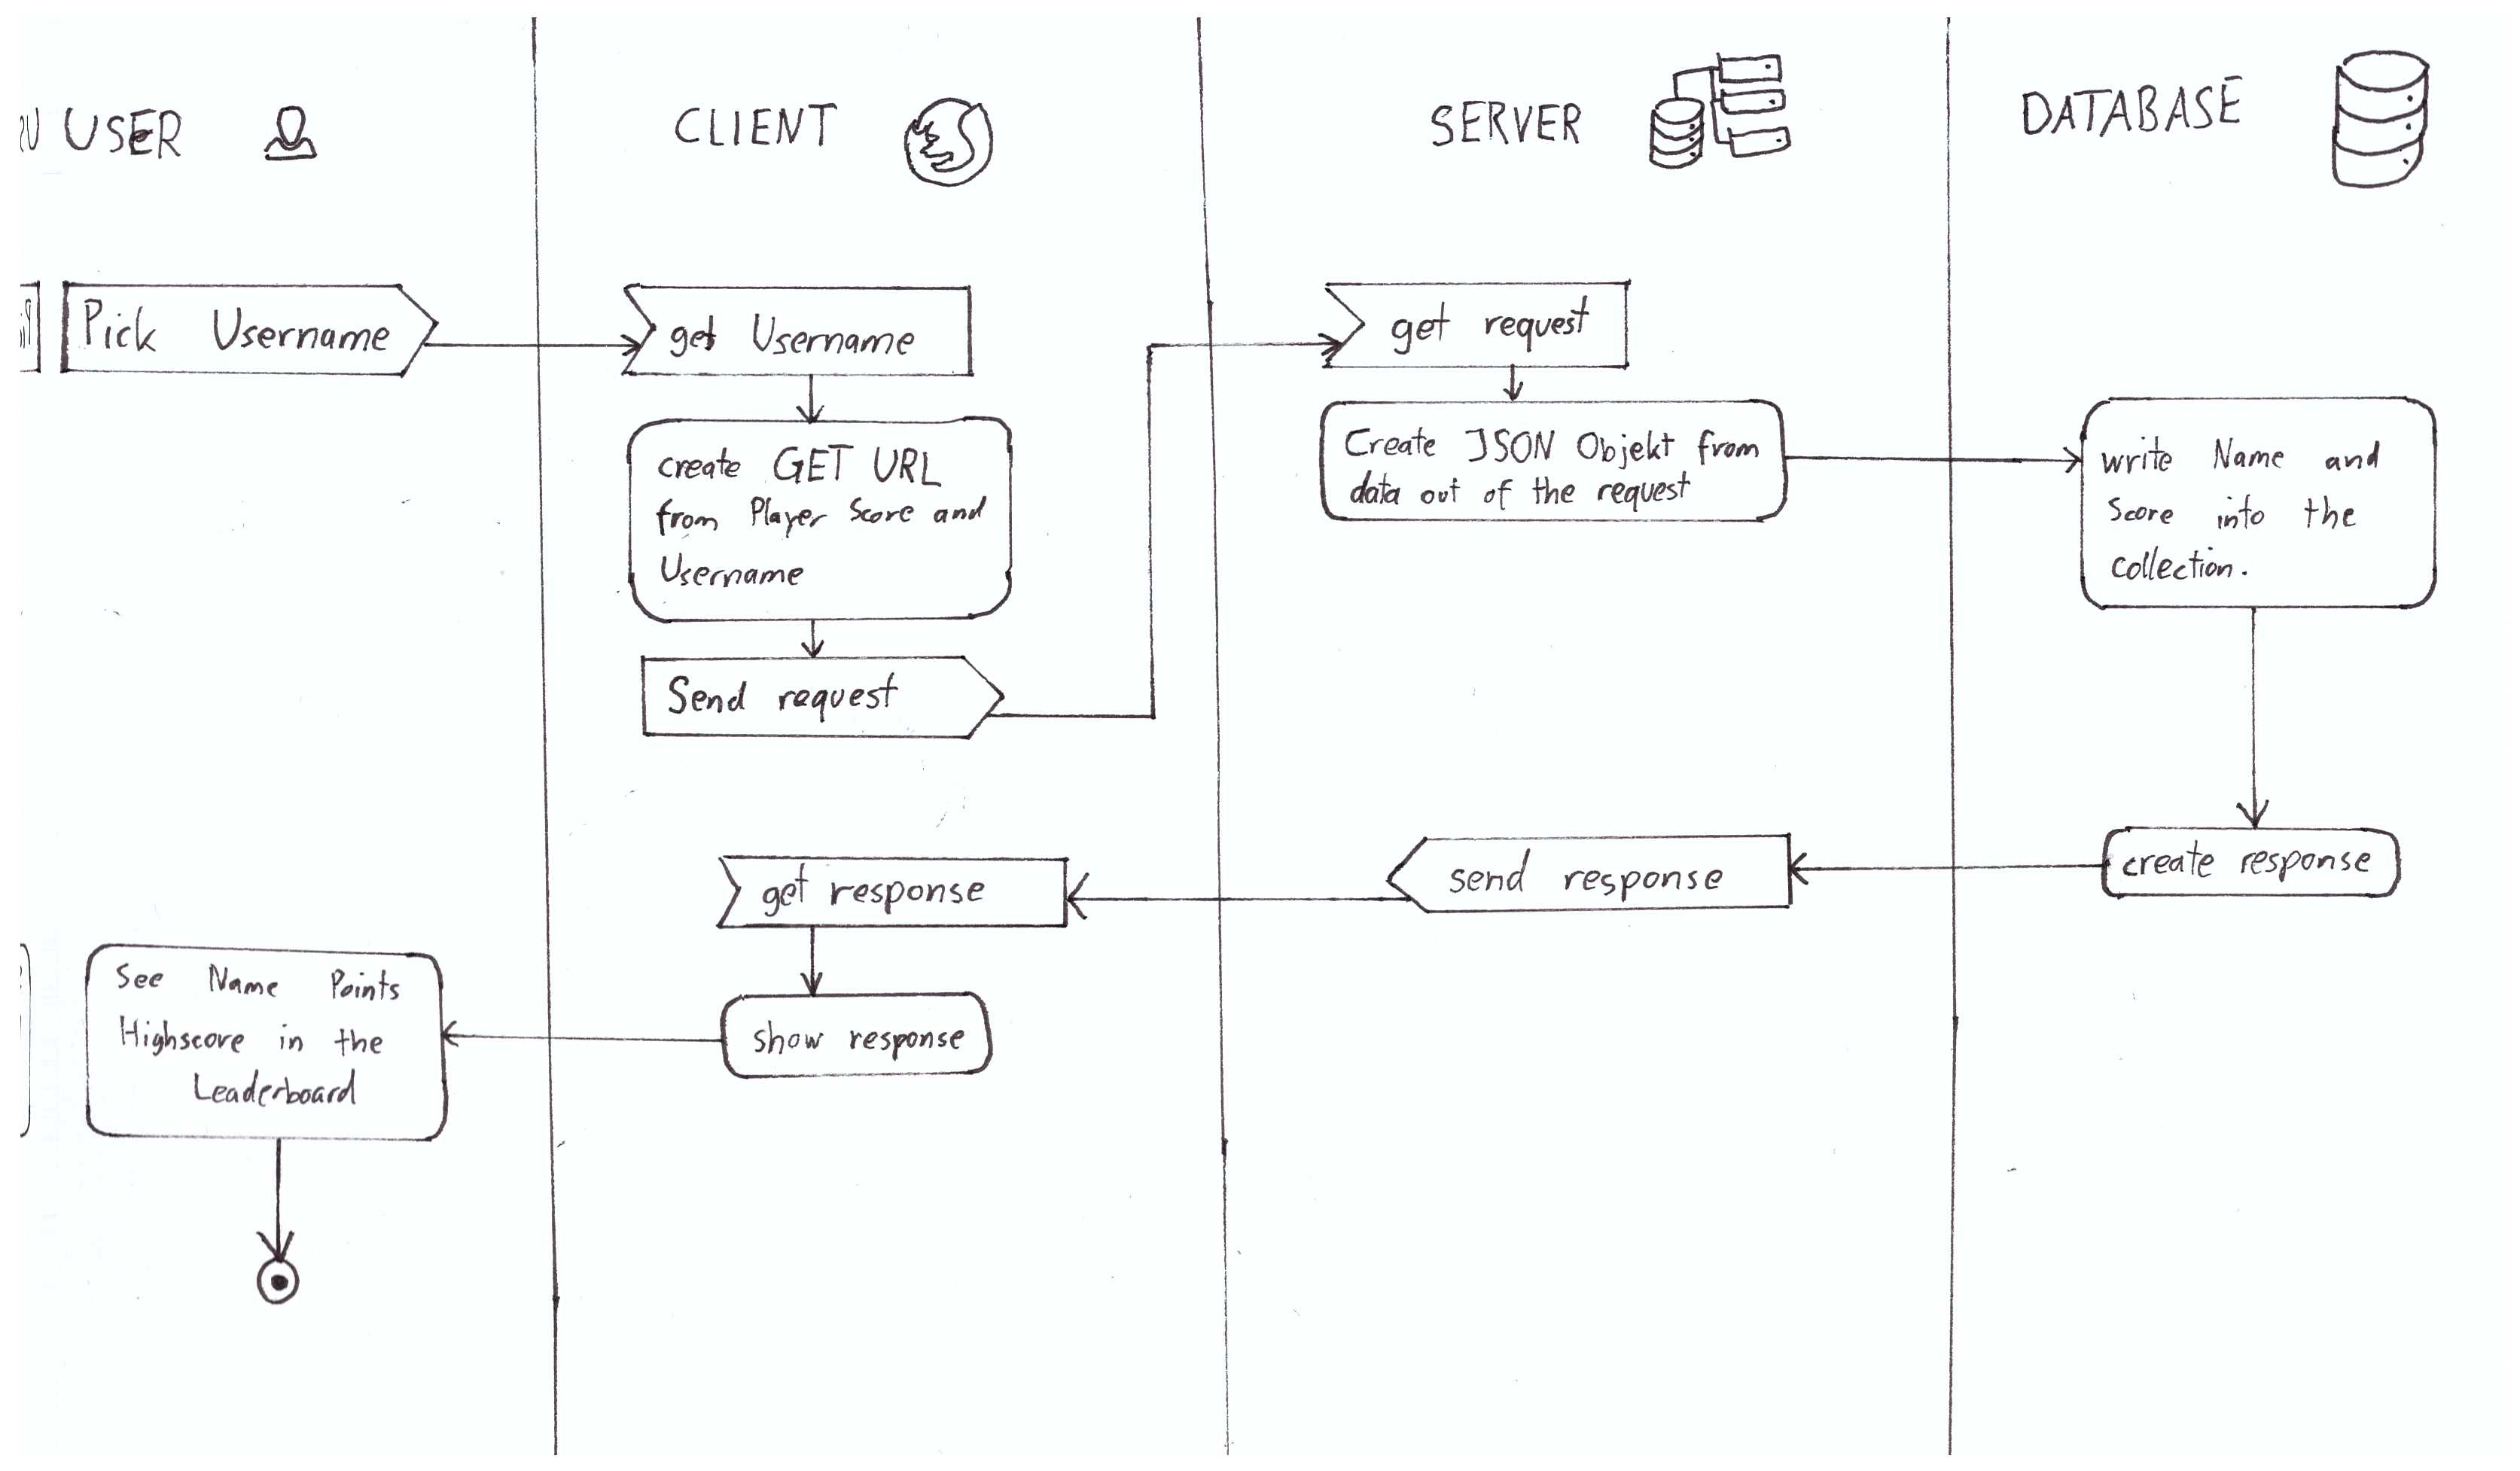 USER
CLIENT
SERVER
DATABASE
Pick Username
get Username
get request
create GET URL
from Player Score and
Username
Create JSON Objekt from
data out of the request
write Name and
Score into the
collection.
Send request
get response
send response
create response
See Name Points
Highscore in the
Leaderboard
show response